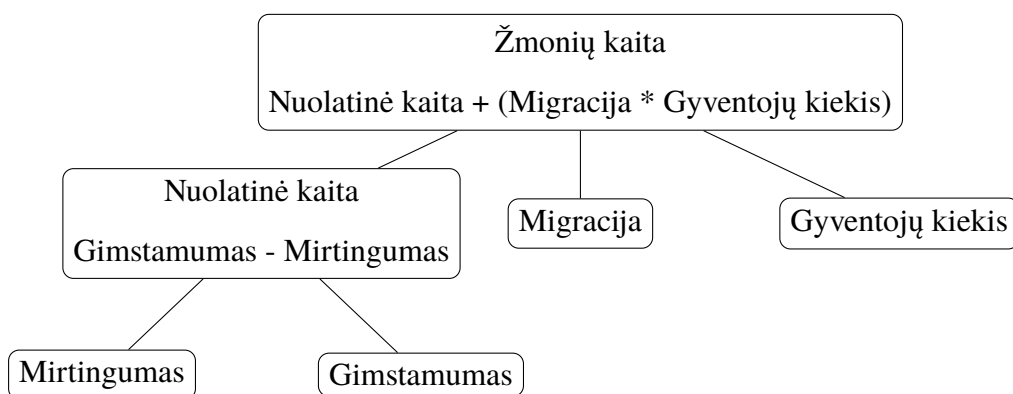 Žmonių kaita
Nuolatinė kaita + (Migracija * Gyventojų kiekis)
Nuolatinė kaita
Gimstamumas - Mirtingumas
Migracija
Gyventojų kiekis
Mirtingumas
Gimstamumas